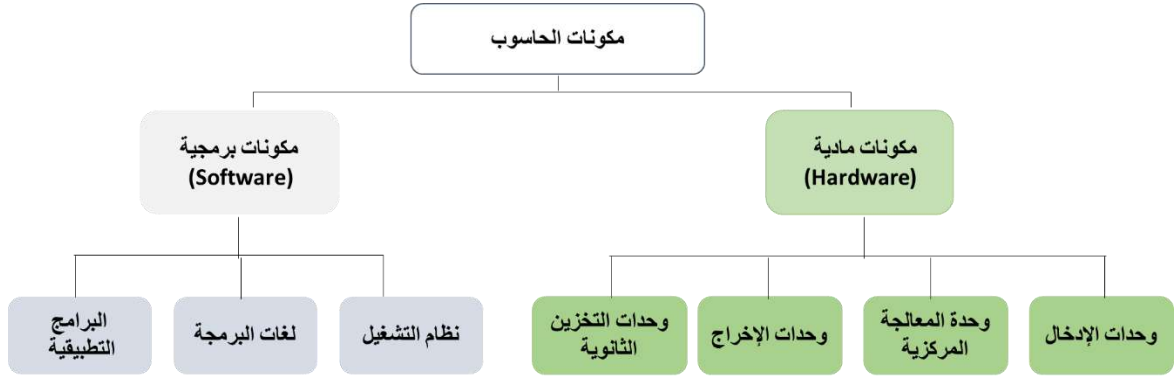 مكونات الحاسوب
مكونات مادية
(Hardware)
مكونات برمجية
(Software)
وحدات الإدخال
وحدة المعالجة
المركزية
وحدات الإخراج
وحدات التخزين
الثانوية
نظام التشغيل
لغات البرمجة
البرامج
التطبيقية